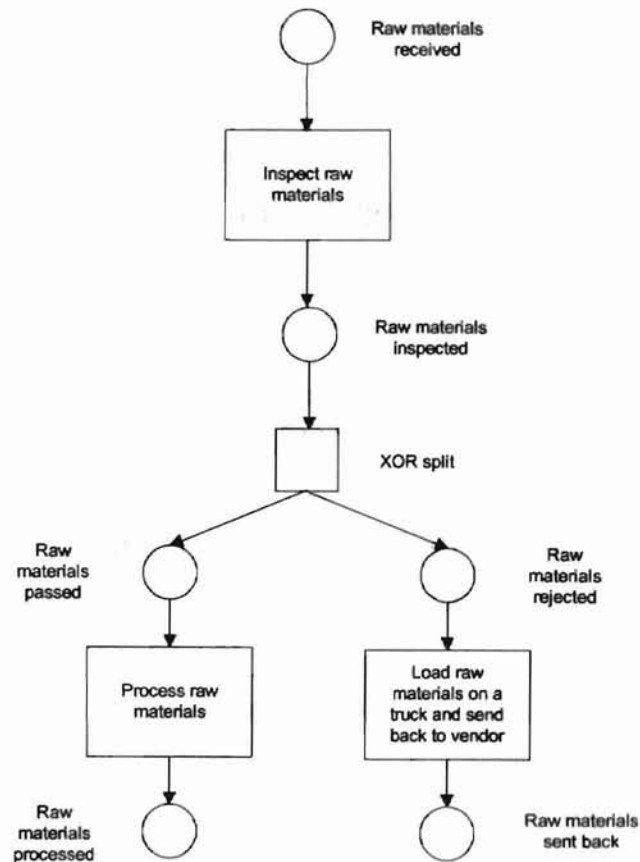 Raw materials
received
Inspect raw
materials
Raw materials
inspected
XOR split
Raw
materials
passed
Raw
materials
rejected
Process raw
materials
Load raw
materials on a
truck and send
back to vendor
Raw
materials
processed
Raw materials
sent back